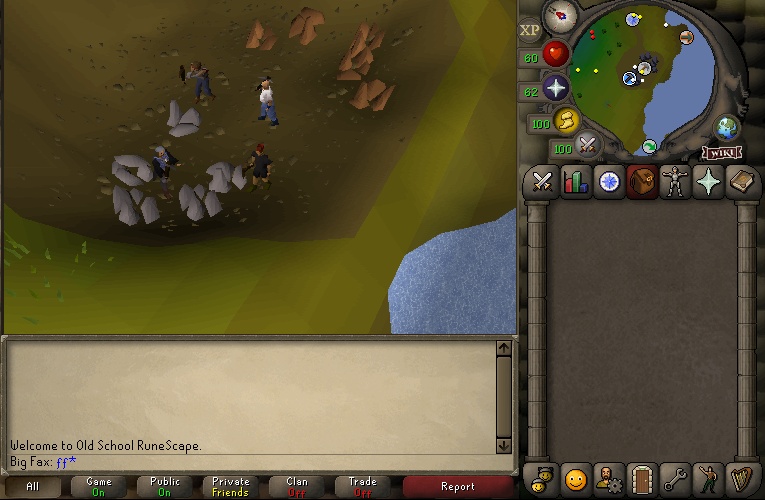 XP
60
62
100
100
WIKI
Welcome to Old School RuneScape.
Big Fax: ff*
All
Game
On
Public
On
Private
Friends
Clan
Off
Trade
Off
Report